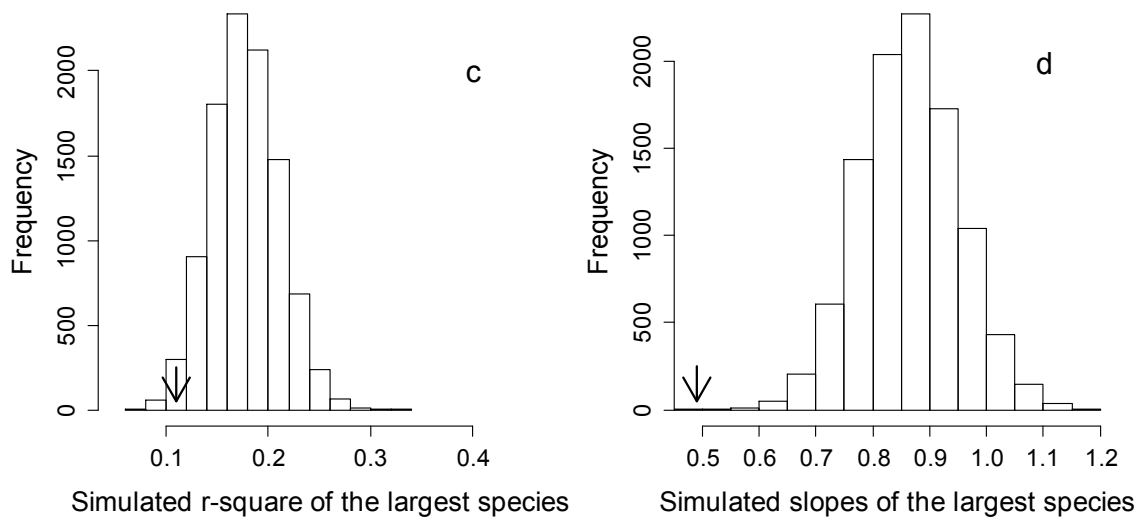 c
Frequency
0
500
1000
1500
2000
0.1 0.2 0.3 0.4
Simulated r-square of the largest species
d
Frequency
0
500
1000
1500
2000
0.5 0.6 0.7 0.8 0.9 1.0 1.1 1.2
Simulated slopes of the largest species